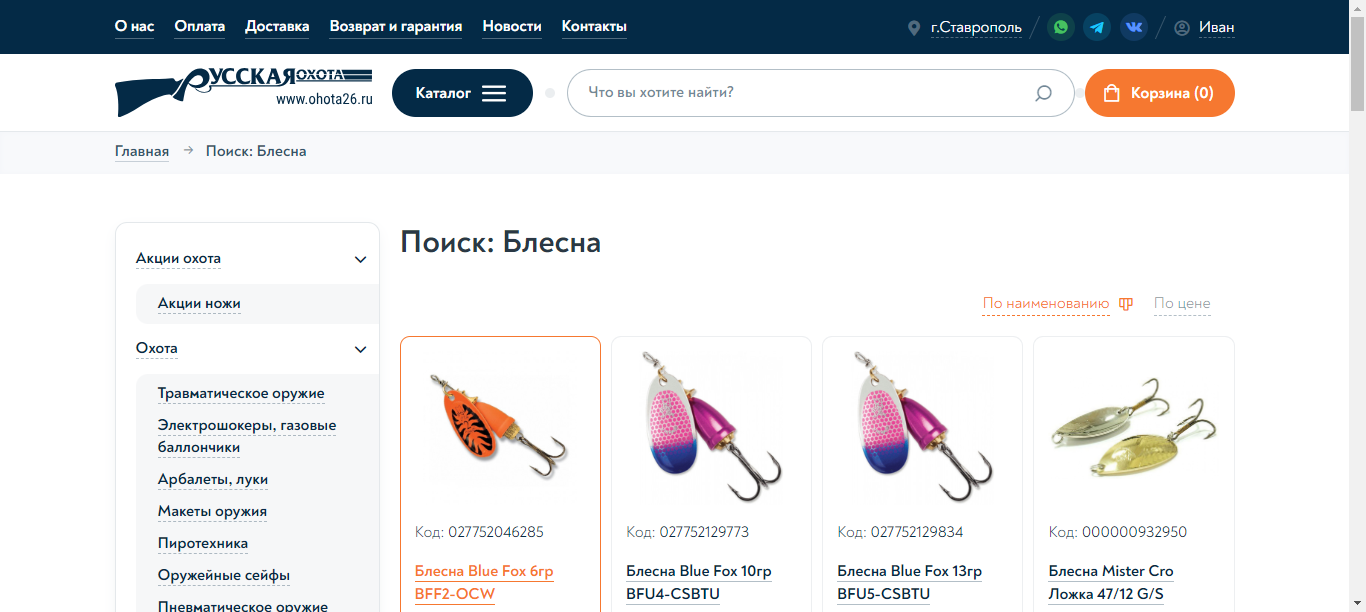 О нас Оплата Доставка Возврат и гарантия Новости Контакты г.Ставрополь Иван
РУССКАЯ ОХОТА
www.ohota26.ru
Каталог Что вы хотите найти? Корзина (0)
Главная → Поиск: Блесна
Поиск: Блесна
Акции охота
Акции ножи
Охота
Травматическое оружие
Электрошокеры, газовые
баллончики
Арбалеты, луки
Макеты оружия
Пиротехника
Оружейные сейфы
Пневматическое оружие
По наименованию По цене
Код: 027752046285
Блесна Blue Fox 6гр
BFF2-OCW
Код: 027752129773
Блесна Blue Fox 10гр
BFU4-CSBTU
Код: 027752129834
Блесна Blue Fox 13гр
BFU5-CSBTU
Код: 000000932950
Блесна Mister Cro
Ложка 47/12 G/S